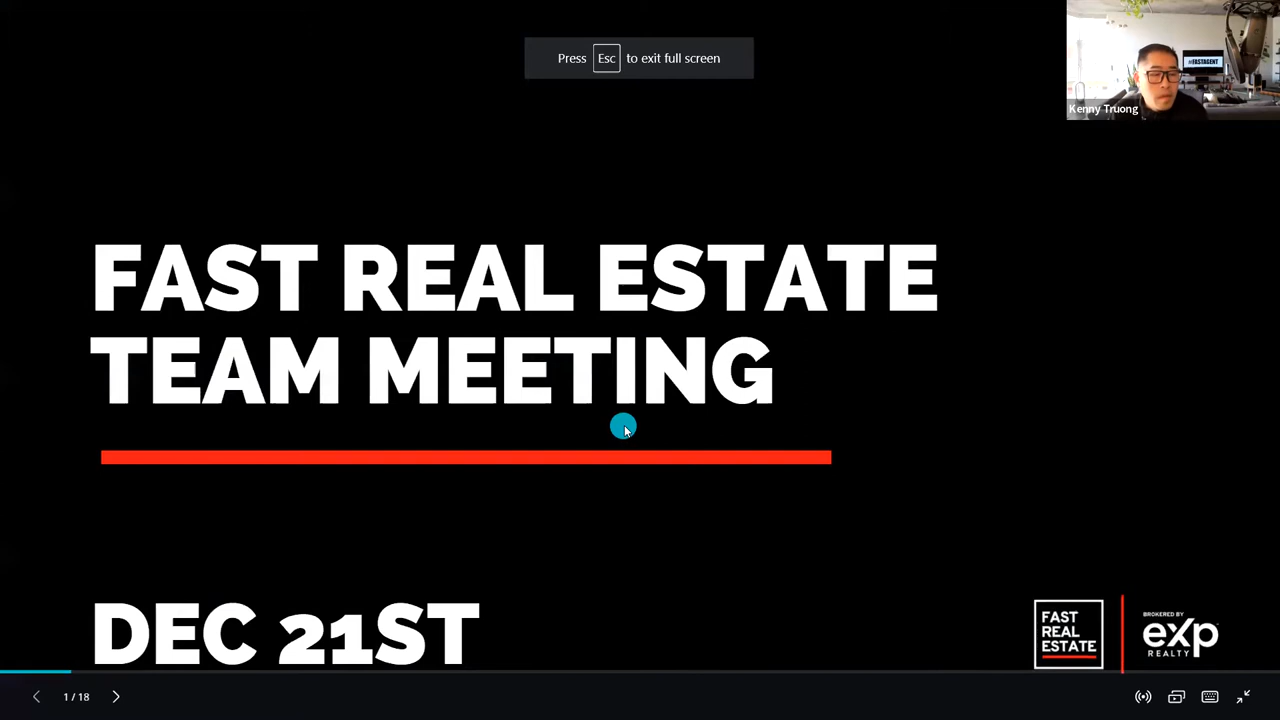 Press Esc to exit full screen
#FASTAGENT
Kenny Truong
FAST REAL ESTATE
TEAM MEETING
DEC 21ST
FAST
REAL
ESTATE
BROKERED BY
eXp
REALTY
1 / 18